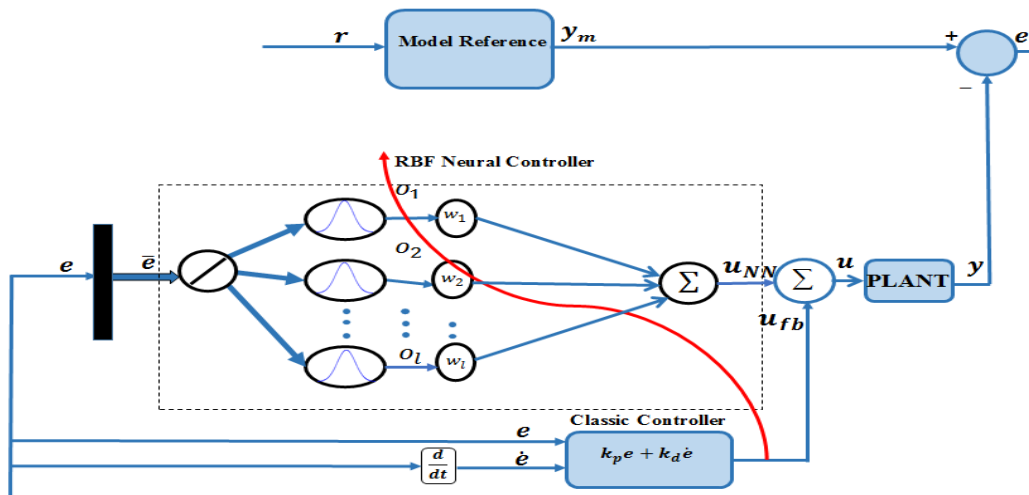 r
Model Reference
y_m
+
e
−
RBF Neural Controller
O_1
w_1
O_2
e
ē
w_2
Σ
u_NN
Σ
u
PLANT
y
u_fb
O_l
w_l
Classic Controller
e
k_p e + k_d ė
d/dt
ė